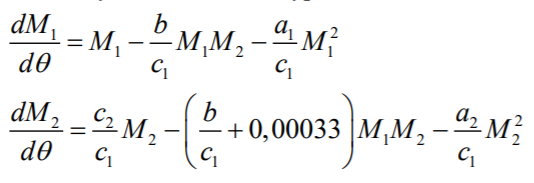 dM₁/dθ = M₁ − b/c₁ M₁M₂ − a₁/c₁ M₁²
dM₂/dθ = c₂/c₁ M₂ − (b/c₁ + 0,00033) M₁M₂ − a₂/c₁ M₂²